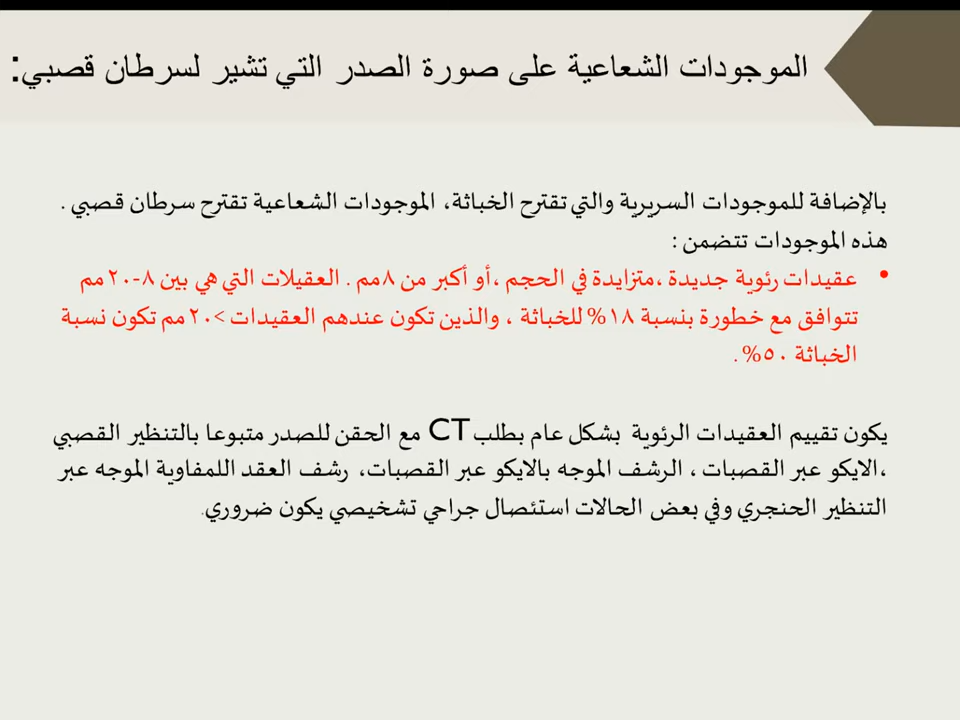 الموجودات الشعاعية على صورة الصدر التي تشير لسرطان قصبي:
بالإضافة للموجودات السريرية والتي تقترح الخباثة، الموجودات الشعاعية تقترح سرطان قصبي .
هذه الموجودات تتضمن :
• عقيدات رئوية جديدة ،متزايدة في الحجم ،أو أكبر من ٨مم . العقيلات التي هي بين ٨-٢٠ مم
تتوافق مع خطورة بنسبة ١٨% للخباثة ، والذين تكون عندهم العقيدات >٢٠ مم تكون نسبة
الخباثة ٥٠% .
يكون تقييم العقيدات الرئوية بشكل عام بطلب CT مع الحقن للصدر متبوعا بالتنظير القصبي
،الايكو عبر القصبات ، الرشف الموجه بالايكو عبر القصبات، رشف العقد اللمفاوية الموجه عبر
التنظير الحنجري وفي بعض الحالات استئصال جراحي تشخيصي يكون ضروري.